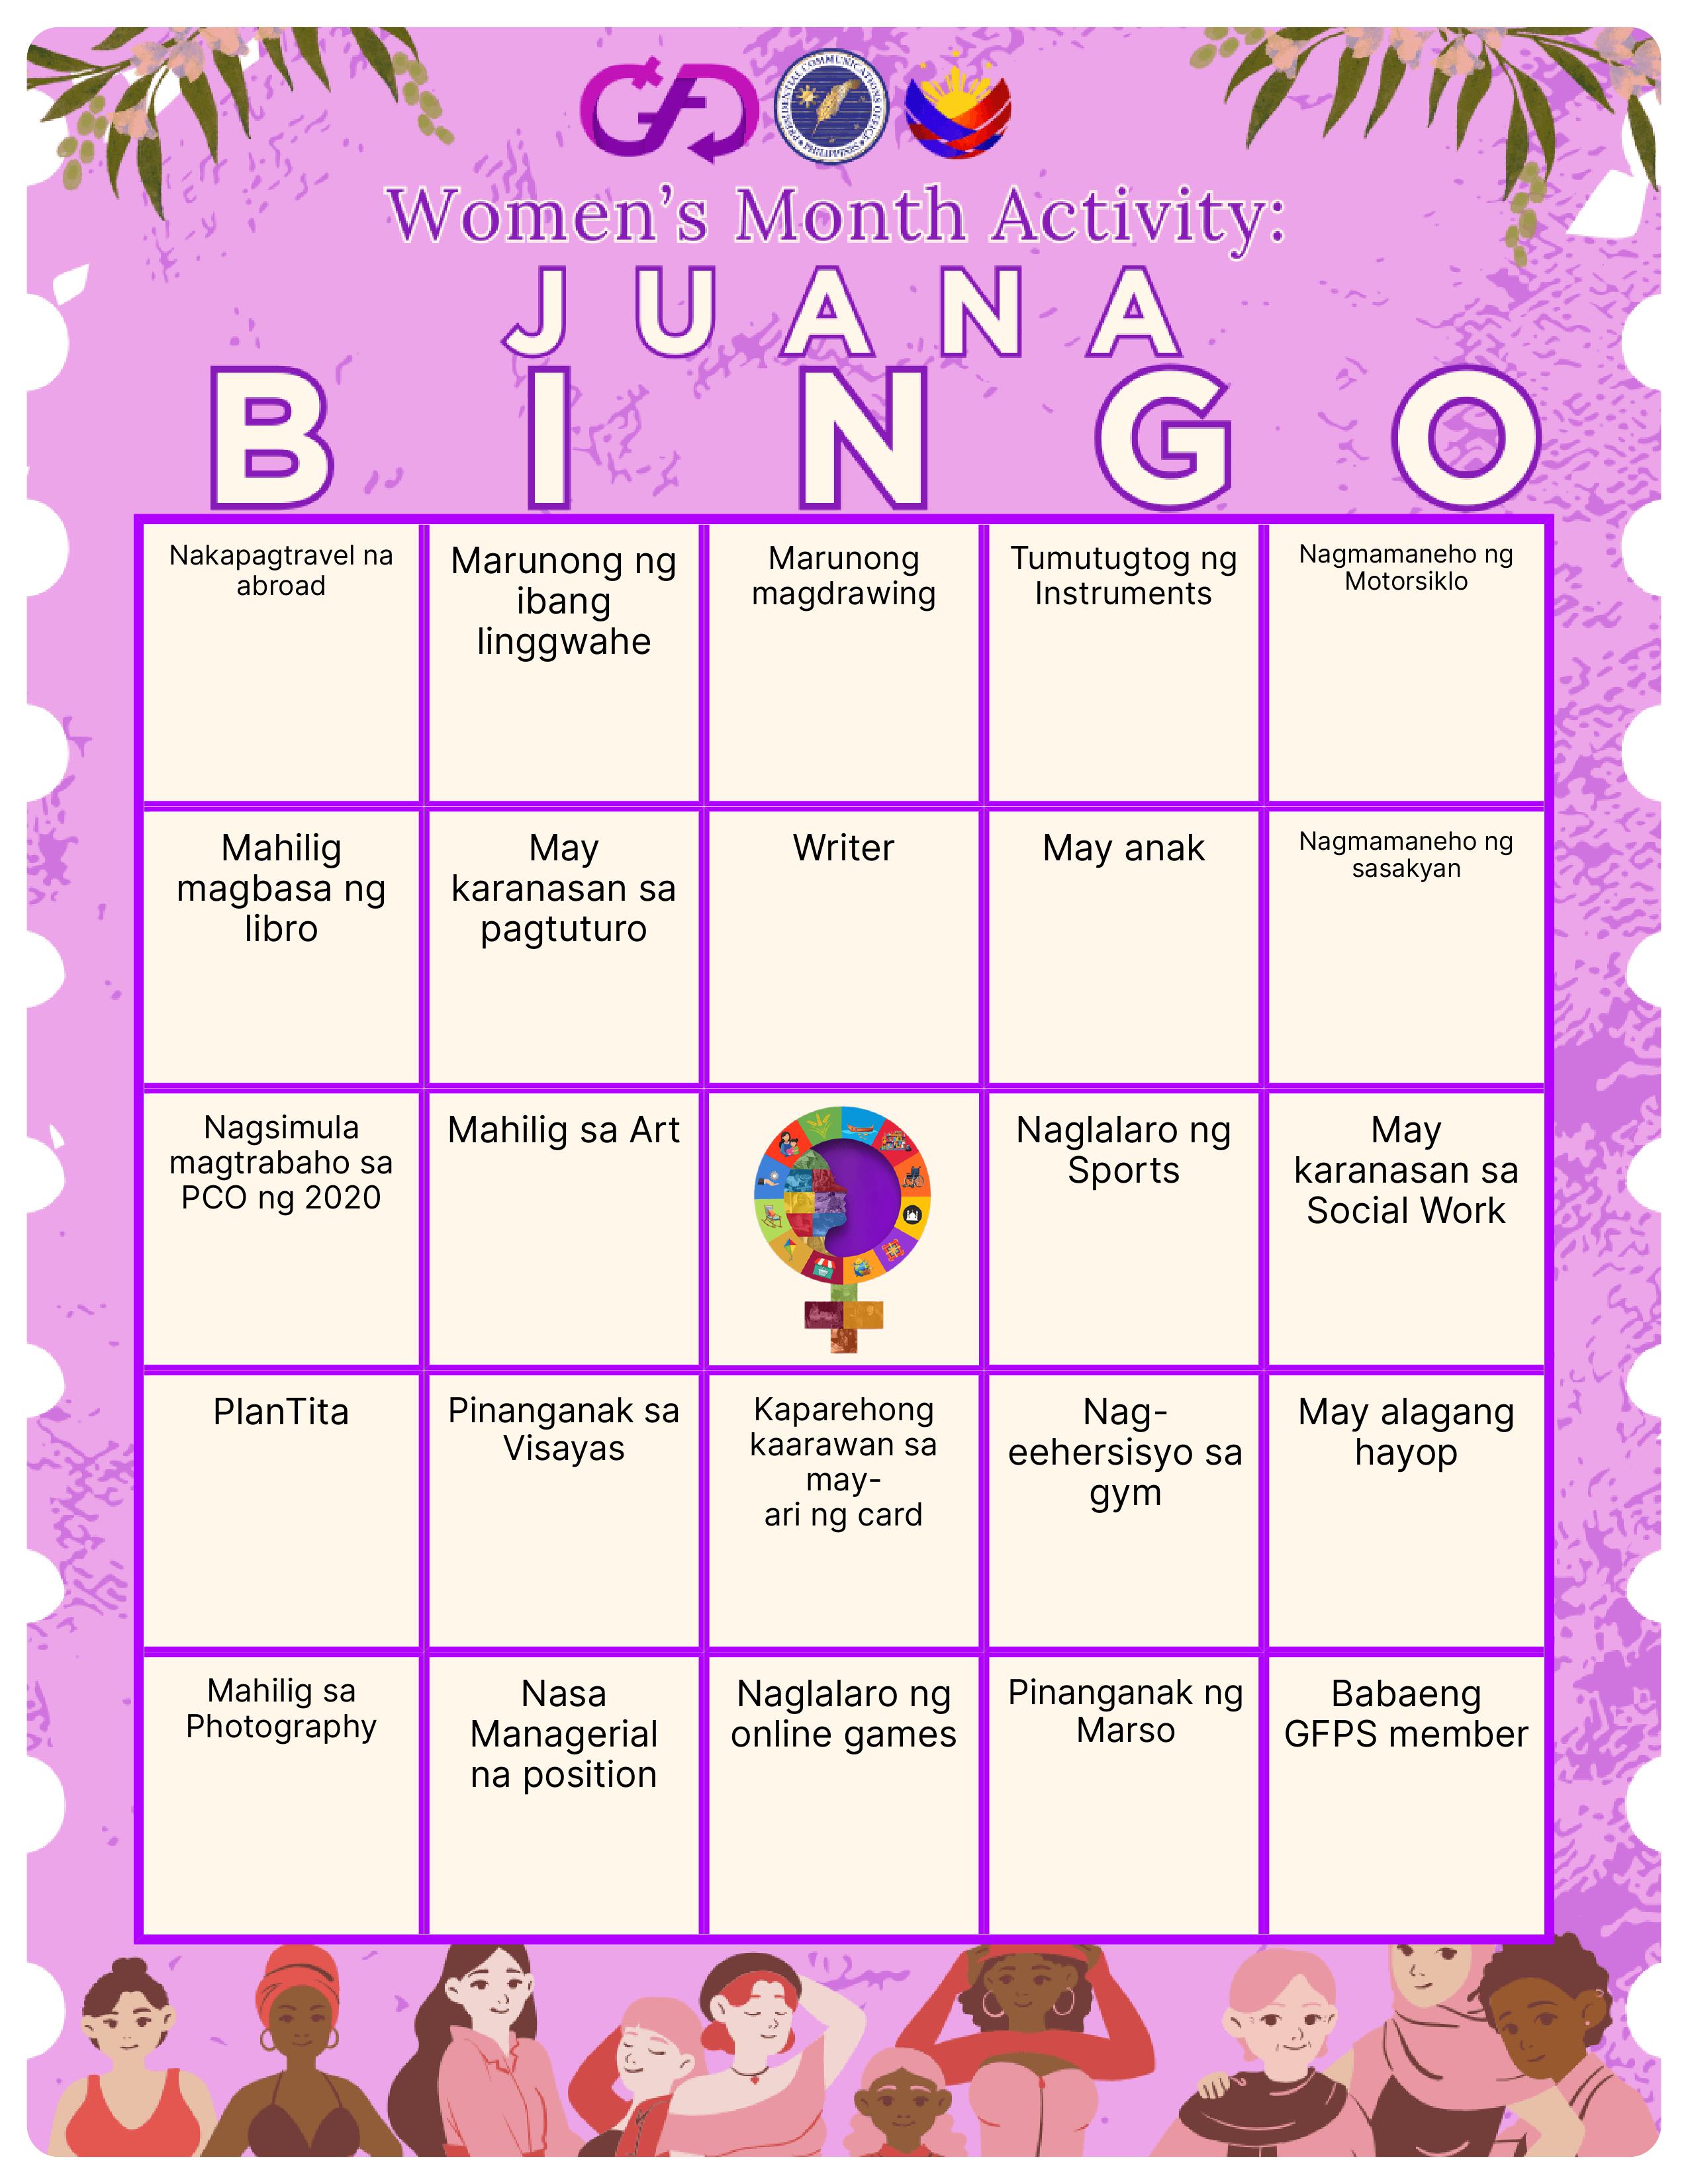 PRESIDENTIAL COMMUNICATIONS OFFICE
PHILIPPINES
Women's Month Activity:
JUANA
BINGO
Nakapagtravel na
abroad
Marunong ng
ibang
linggwahe
Marunong
magdrawing
Tumutugtog ng
Instruments
Nagmamaneho ng
Motorsiklo
Mahilig
magbasa ng
libro
May
karanasan sa
pagtuturo
Writer
May anak
Nagmamaneho ng
sasakyan
Nagsimula
magtrabaho sa
PCO ng 2020
Mahilig sa Art
Naglalaro ng
Sports
May
karanasan sa
Social Work
PlanTita
Pinanganak sa
Visayas
Kaparehong
kaarawan sa
may-
ari ng card
Nag-
eehersisyo sa
gym
May alagang
hayop
Mahilig sa
Photography
Nasa
Managerial
na position
Naglalaro ng
online games
Pinanganak ng
Marso
Babaeng
GFPS member